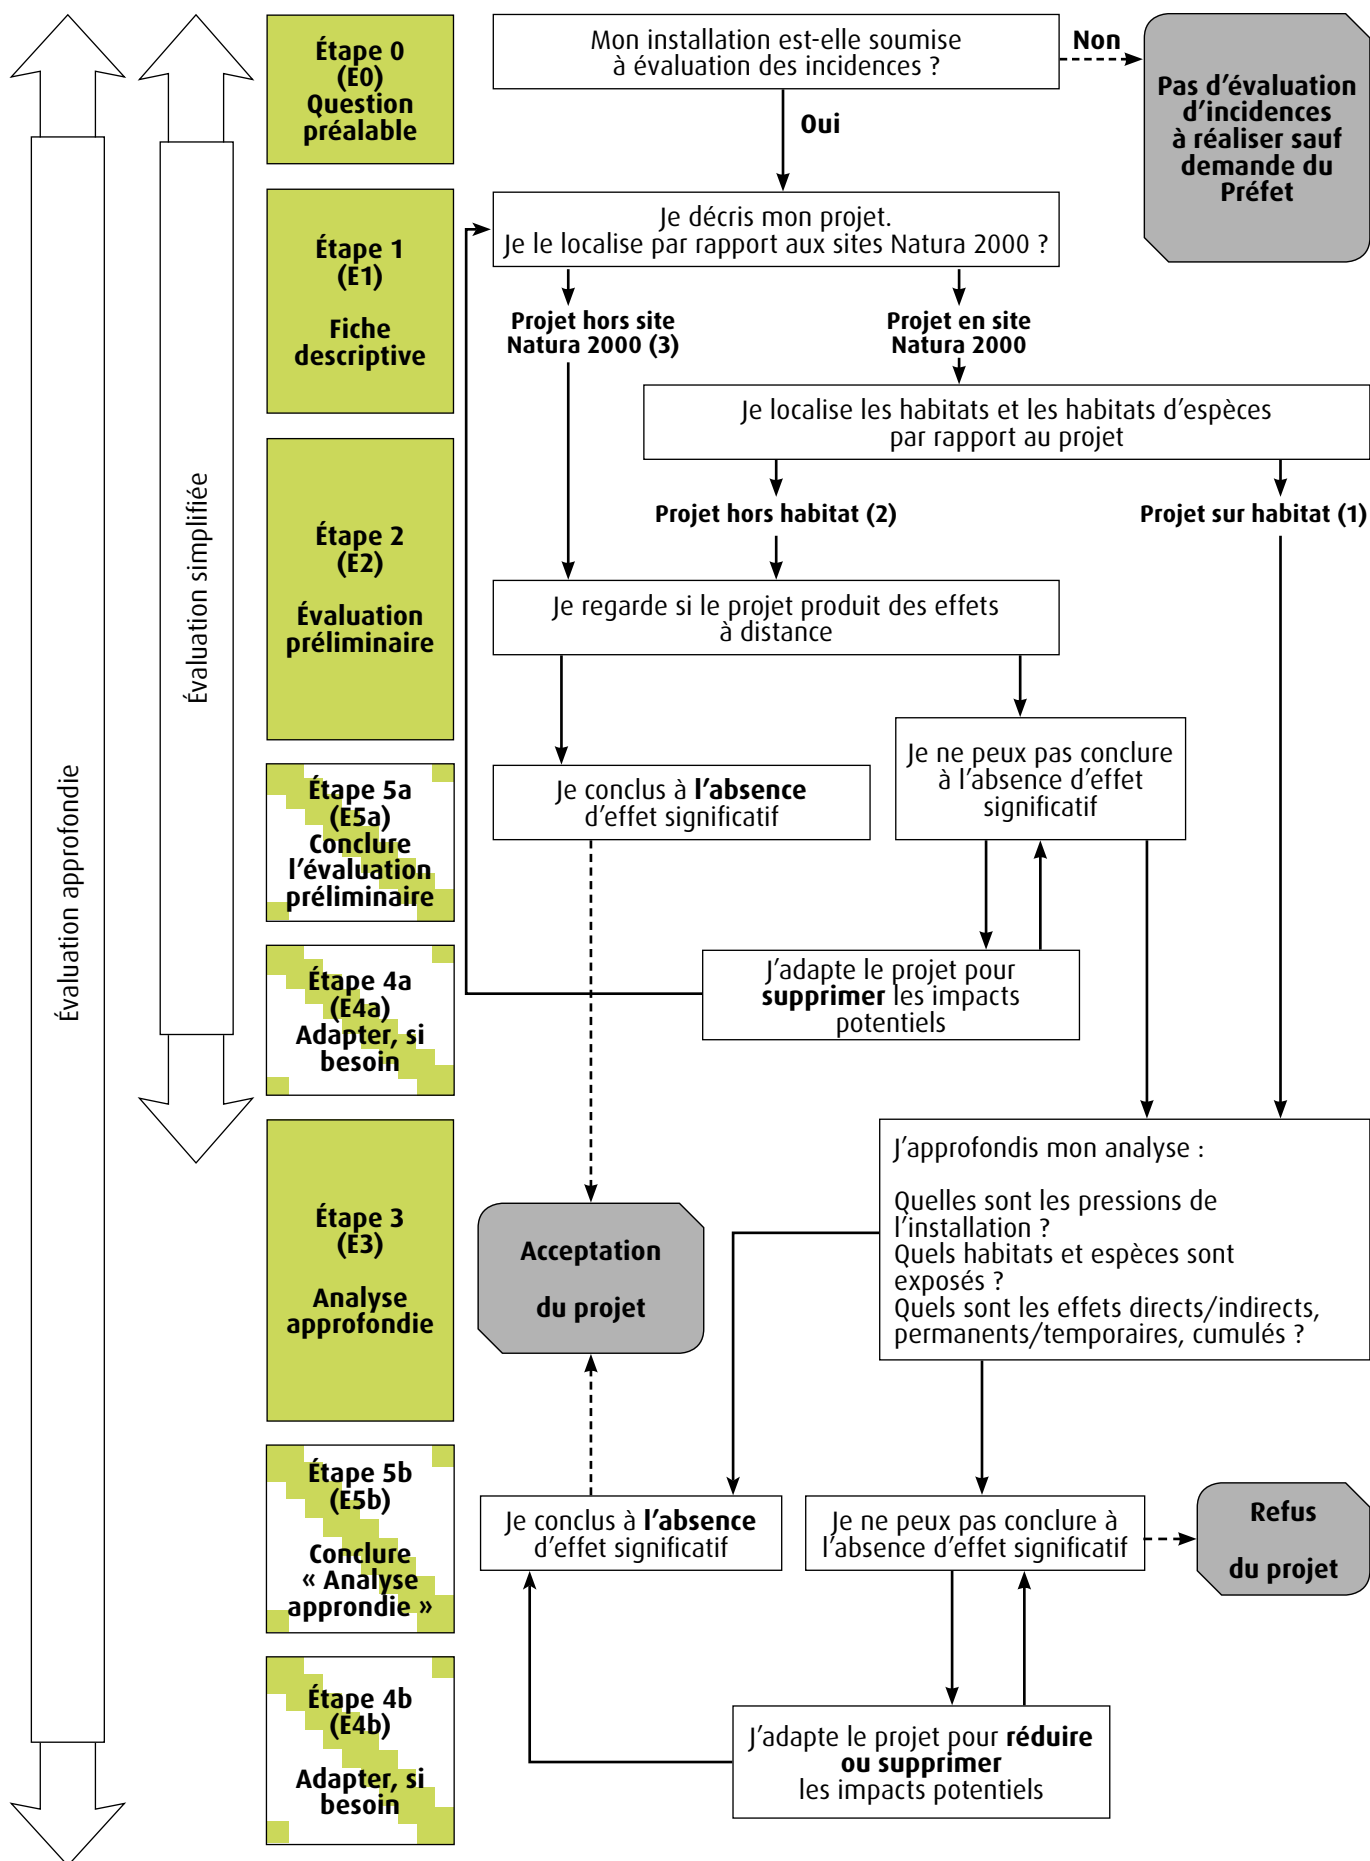 Évaluation approfondie
Évaluation simplifiée
Étape 0
(E0)
Question
préalable
Mon installation est-elle soumise
à évaluation des incidences ?
Non
Pas d'évaluation
d'incidences
à réaliser sauf
demande du
Préfet
Oui
Étape 1
(E1)
Fiche
descriptive
Je décris mon projet.
Je le localise par rapport aux sites Natura 2000 ?
Projet hors site
Natura 2000 (3)
Projet en site
Natura 2000
Je localise les habitats et les habitats d'espèces
par rapport au projet
Projet hors habitat (2)
Projet sur habitat (1)
Étape 2
(E2)
Évaluation
préliminaire
Je regarde si le projet produit des effets
à distance
Je ne peux pas conclure
à l'absence d'effet
significatif
Étape 5a
(E5a)
Conclure
l'évaluation
préliminaire
Je conclus à l'absence
d'effet significatif
Étape 4a
(E4a)
Adapter, si
besoin
J'adapte le projet pour
supprimer les impacts
potentiels
Étape 3
(E3)
Analyse
approfondie
Acceptation
du projet
J'approfondis mon analyse :
Quelles sont les pressions de
l'installation ?
Quels habitats et espèces sont
exposés ?
Quels sont les effets directs/indirects,
permanents/temporaires, cumulés ?
Étape 5b
(E5b)
Conclure
« Analyse
approndie »
Je conclus à l'absence
d'effet significatif
Je ne peux pas conclure à
l'absence d'effet significatif
Refus
du projet
Étape 4b
(E4b)
Adapter, si
besoin
J'adapte le projet pour réduire
ou supprimer
les impacts potentiels